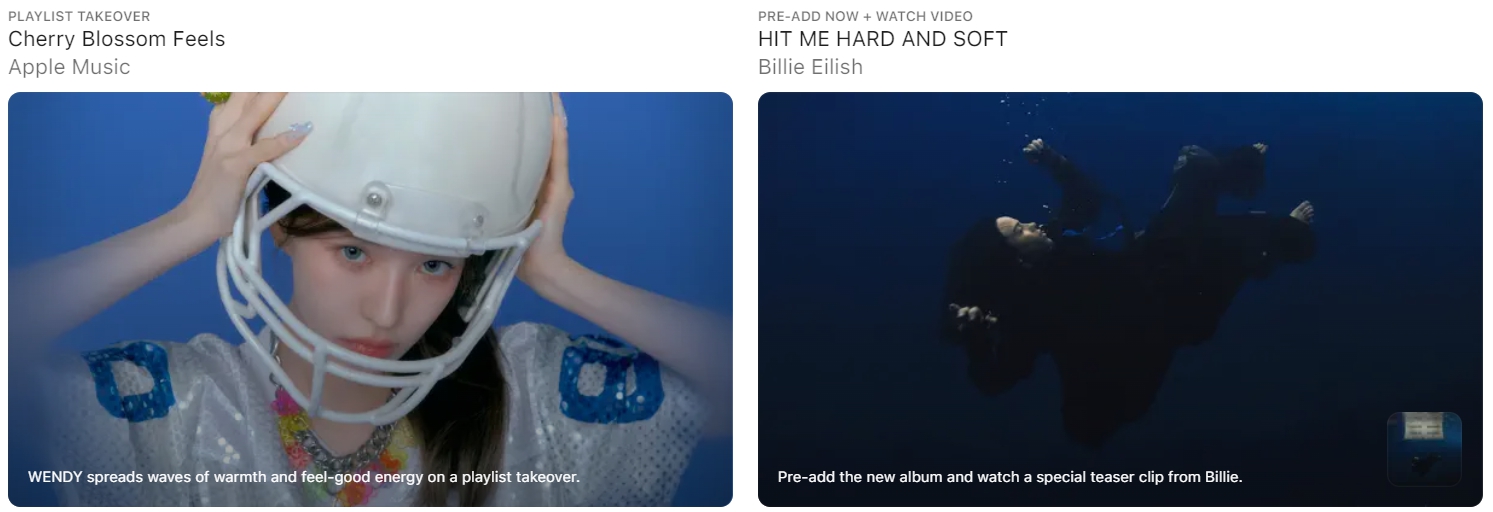 PLAYLIST TAKEOVER
Cherry Blossom Feels
Apple Music
WENDY spreads waves of warmth and feel-good energy on a playlist takeover.
PRE-ADD NOW + WATCH VIDEO
HIT ME HARD AND SOFT
Billie Eilish
Pre-add the new album and watch a special teaser clip from Billie.